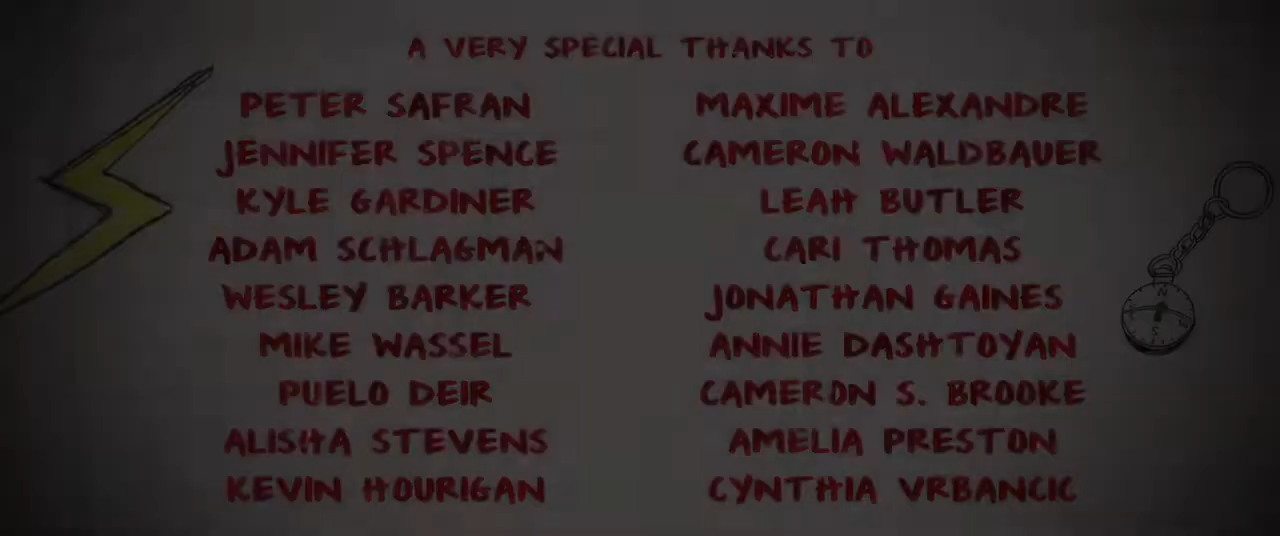 A VERY SPECIAL THANKS TO
PETER SAFRAN
JENNIFER SPENCE
KYLE GARDINER
ADAM SCHLAGMAN
WESLEY BARKER
MIKE WASSEL
PUELO DEIR
ALISHA STEVENS
KEVIN HOURIGAN
MAXIME ALEXANDRE
CAMERON WALDBAUER
LEAH BUTLER
CARI THOMAS
JONATHAN GAINES
ANNIE DASHTOYAN
CAMERON S. BROOKE
AMELIA PRESTON
CYNTHIA VRBANCIC
N
S